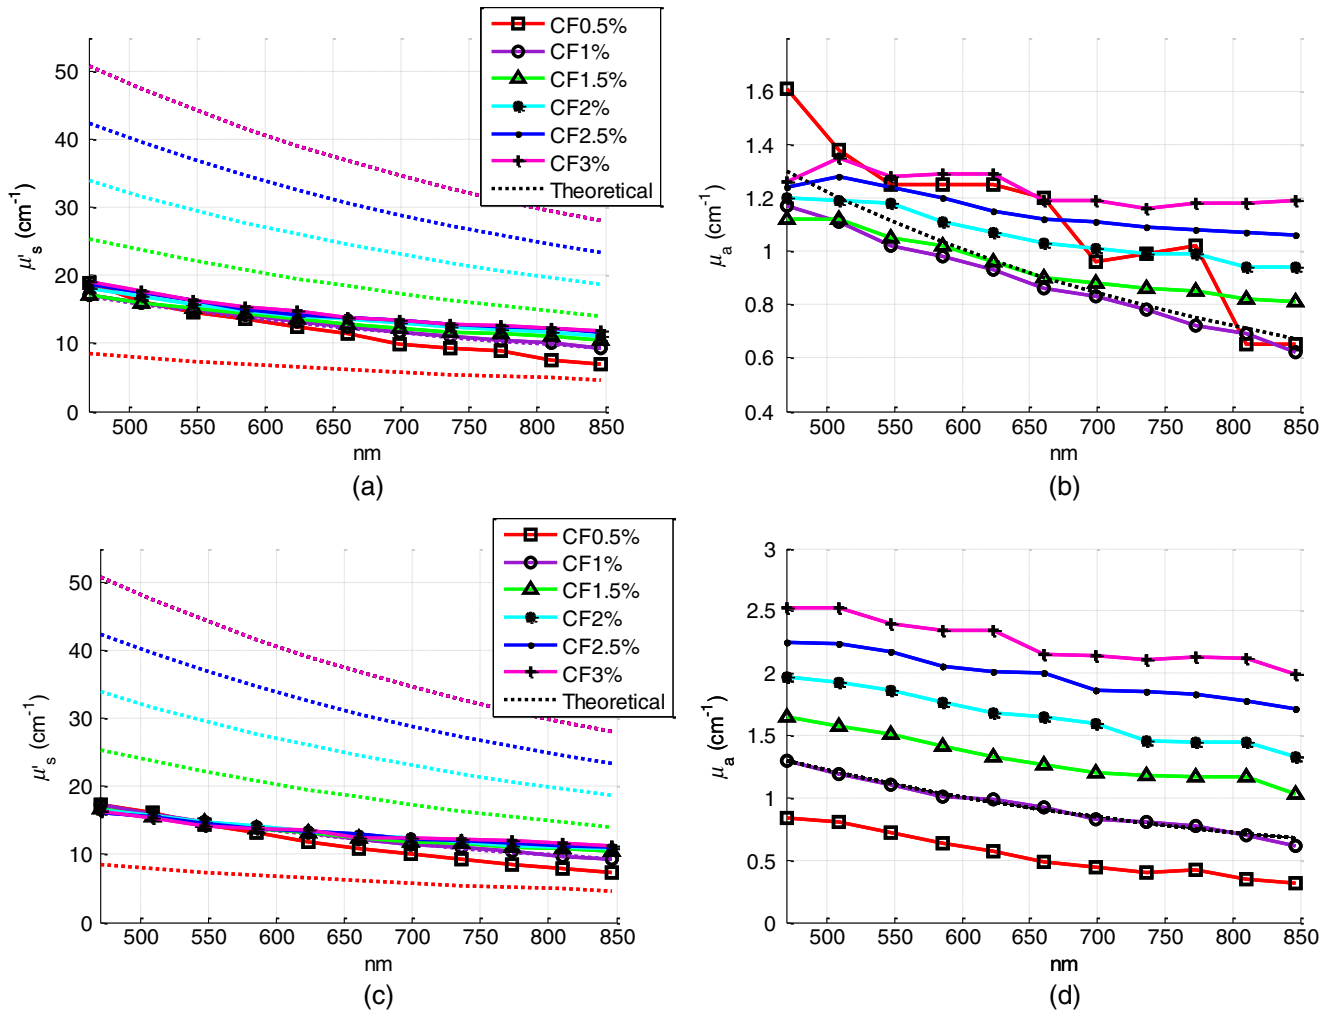 CF0.5%
CF1%
CF1.5%
CF2%
CF2.5%
CF3%
Theoretical
50
40
30
20
10
0
μ's (cm-1)
500 550 600 650 700 750 800 850
nm
(a)
1.6
1.4
1.2
1
0.8
0.6
0.4
μa (cm-1)
500 550 600 650 700 750 800 850
nm
(b)
CF0.5%
CF1%
CF1.5%
CF2%
CF2.5%
CF3%
Theoretical
50
40
30
20
10
0
μ's (cm-1)
500 550 600 650 700 750 800 850
nm
(c)
3
2.5
2
1.5
1
0.5
0
μa (cm-1)
500 550 600 650 700 750 800 850
nm
(d)